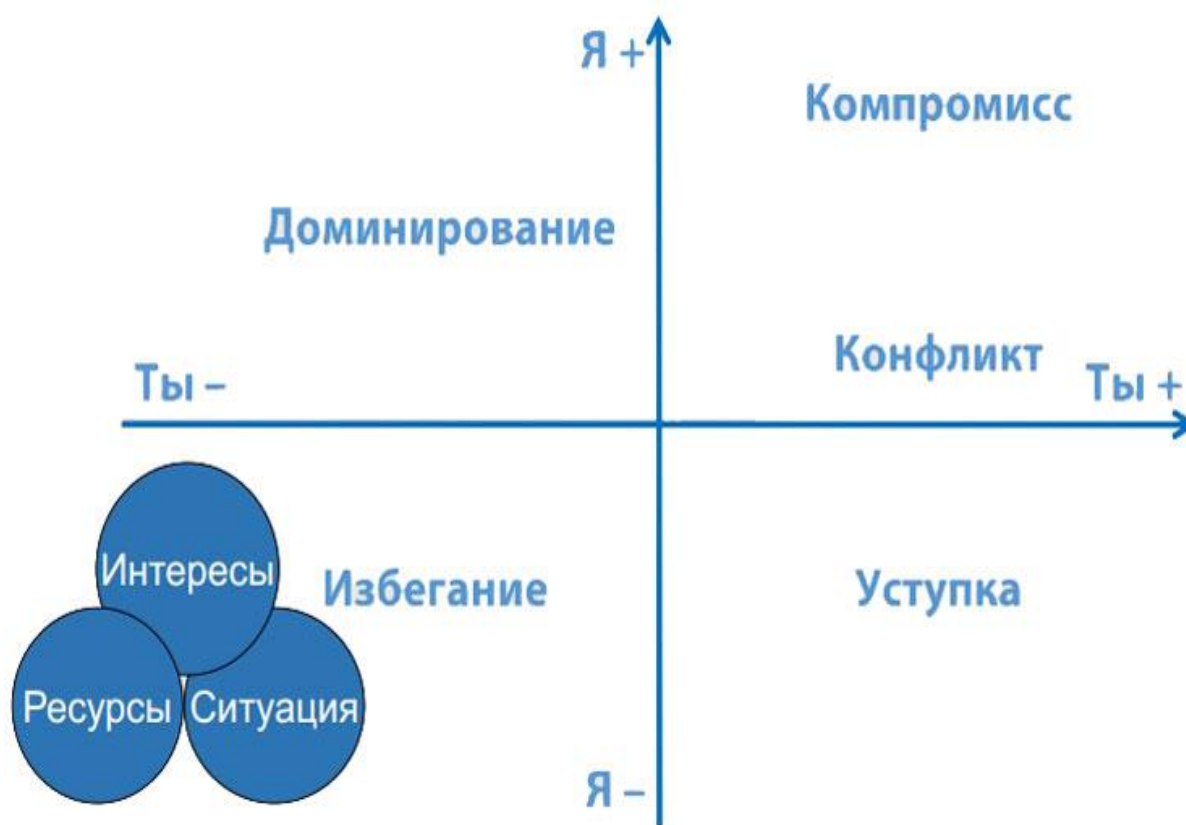 Я +
Компромисс
Доминирование
Конфликт
Ты –
Ты +
Интересы
Избегание
Уступка
Ресурсы
Ситуация
Я –